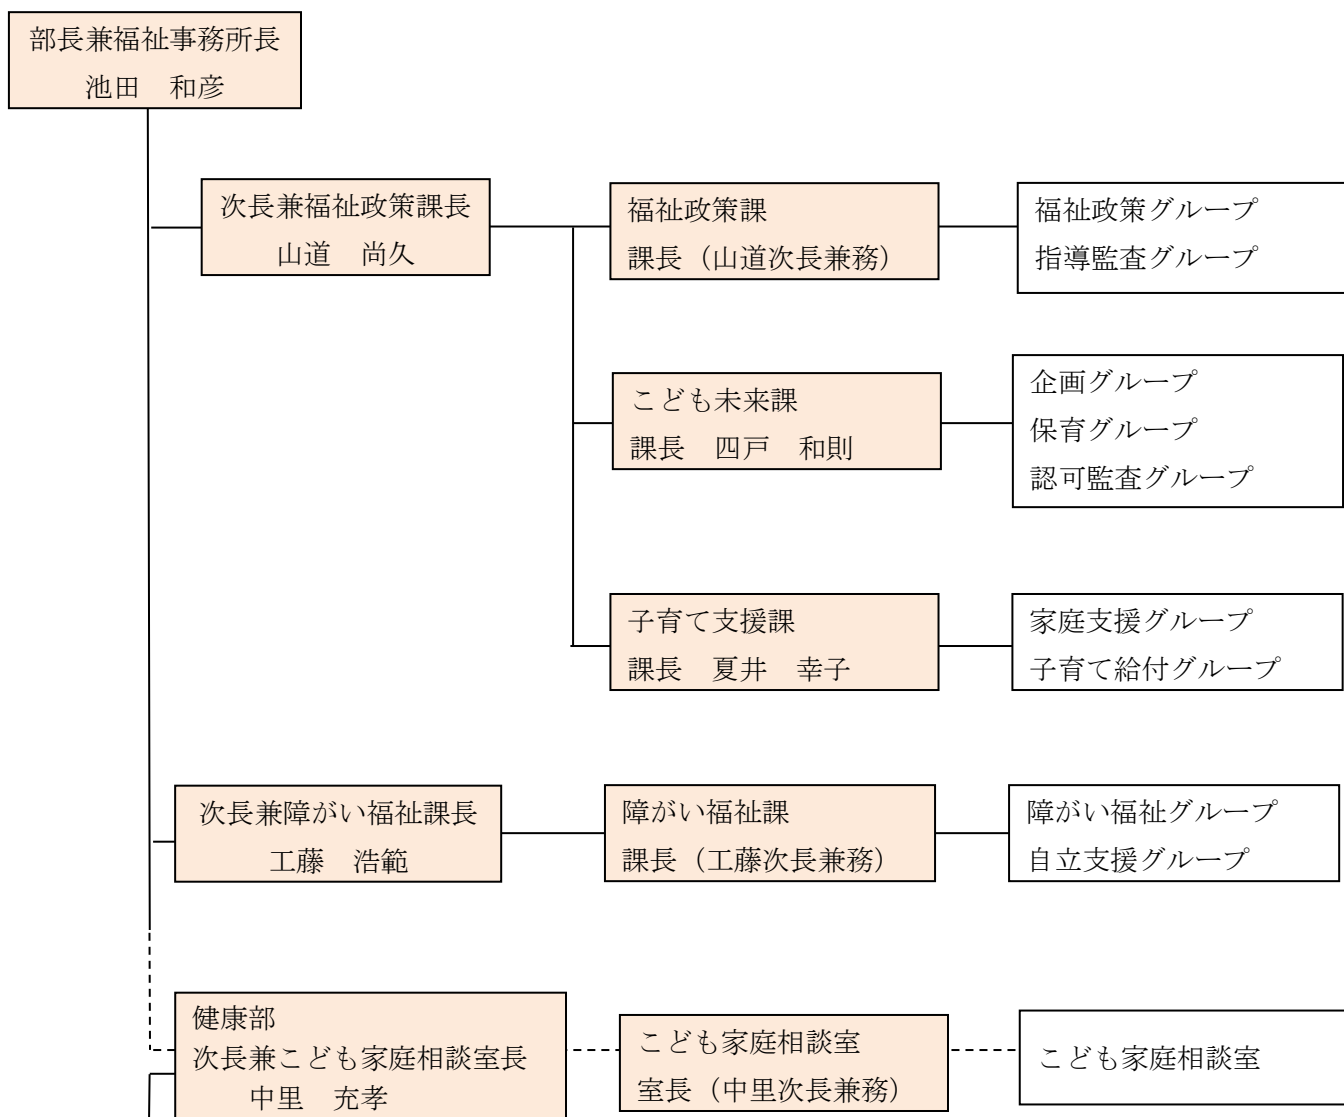 部長兼福祉事務所長
池田　和彦
次長兼福祉政策課長
山道　尚久
福祉政策課
課長（山道次長兼務）
福祉政策グループ
指導監査グループ
こども未来課
課長　四戸　和則
企画グループ
保育グループ
認可監査グループ
子育て支援課
課長　夏井　幸子
家庭支援グループ
子育て給付グループ
次長兼障がい福祉課長
工藤　浩範
障がい福祉課
課長（工藤次長兼務）
障がい福祉グループ
自立支援グループ
健康部
次長兼こども家庭相談室長
中里　充孝
こども家庭相談室
室長（中里次長兼務）
こども家庭相談室